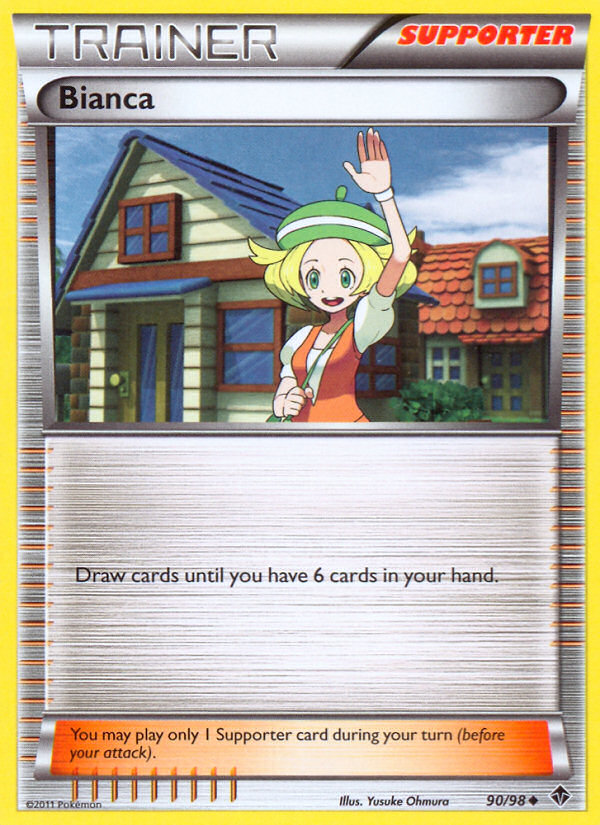 TRAINER
SUPPORTER
Bianca
Draw cards until you have 6 cards in your hand.
You may play only 1 Supporter card during your turn (before
your attack).
©2011 Pokémon
Illus. Yusuke Ohmura
90/98